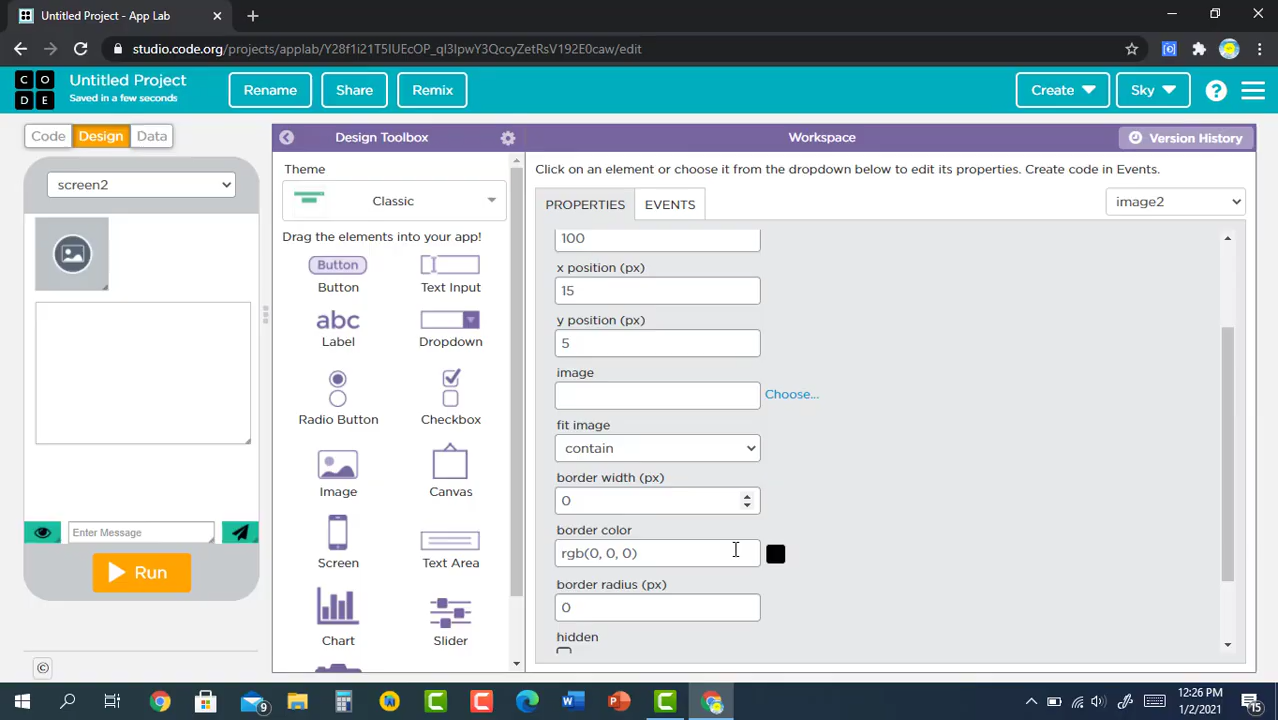 Untitled Project - App Lab
studio.code.org/projects/applab/Y28f1i21T5IUEcOP_qI3IpwY3QccyZetRsV192E0caw/edit
C O
D E
Untitled Project
Saved in a few seconds
Rename
Share
Remix
Create
Sky
?
Code
Design
Data
Design Toolbox
Workspace
Version History
screen2
Theme
Classic
Drag the elements into your app!
Button
Button
Text Input
abc
Label
Dropdown
Radio Button
Checkbox
Image
Canvas
Screen
Text Area
Chart
Slider
Enter Message
Run
©
Click on an element or choose it from the dropdown below to edit its properties. Create code in Events.
PROPERTIES
EVENTS
image2
100
x position (px)
15
y position (px)
5
image
Choose...
fit image
contain
border width (px)
0
border color
rgb(0, 0, 0)
border radius (px)
0
hidden
9
W
P
12:26 PM
1/2/2021
15